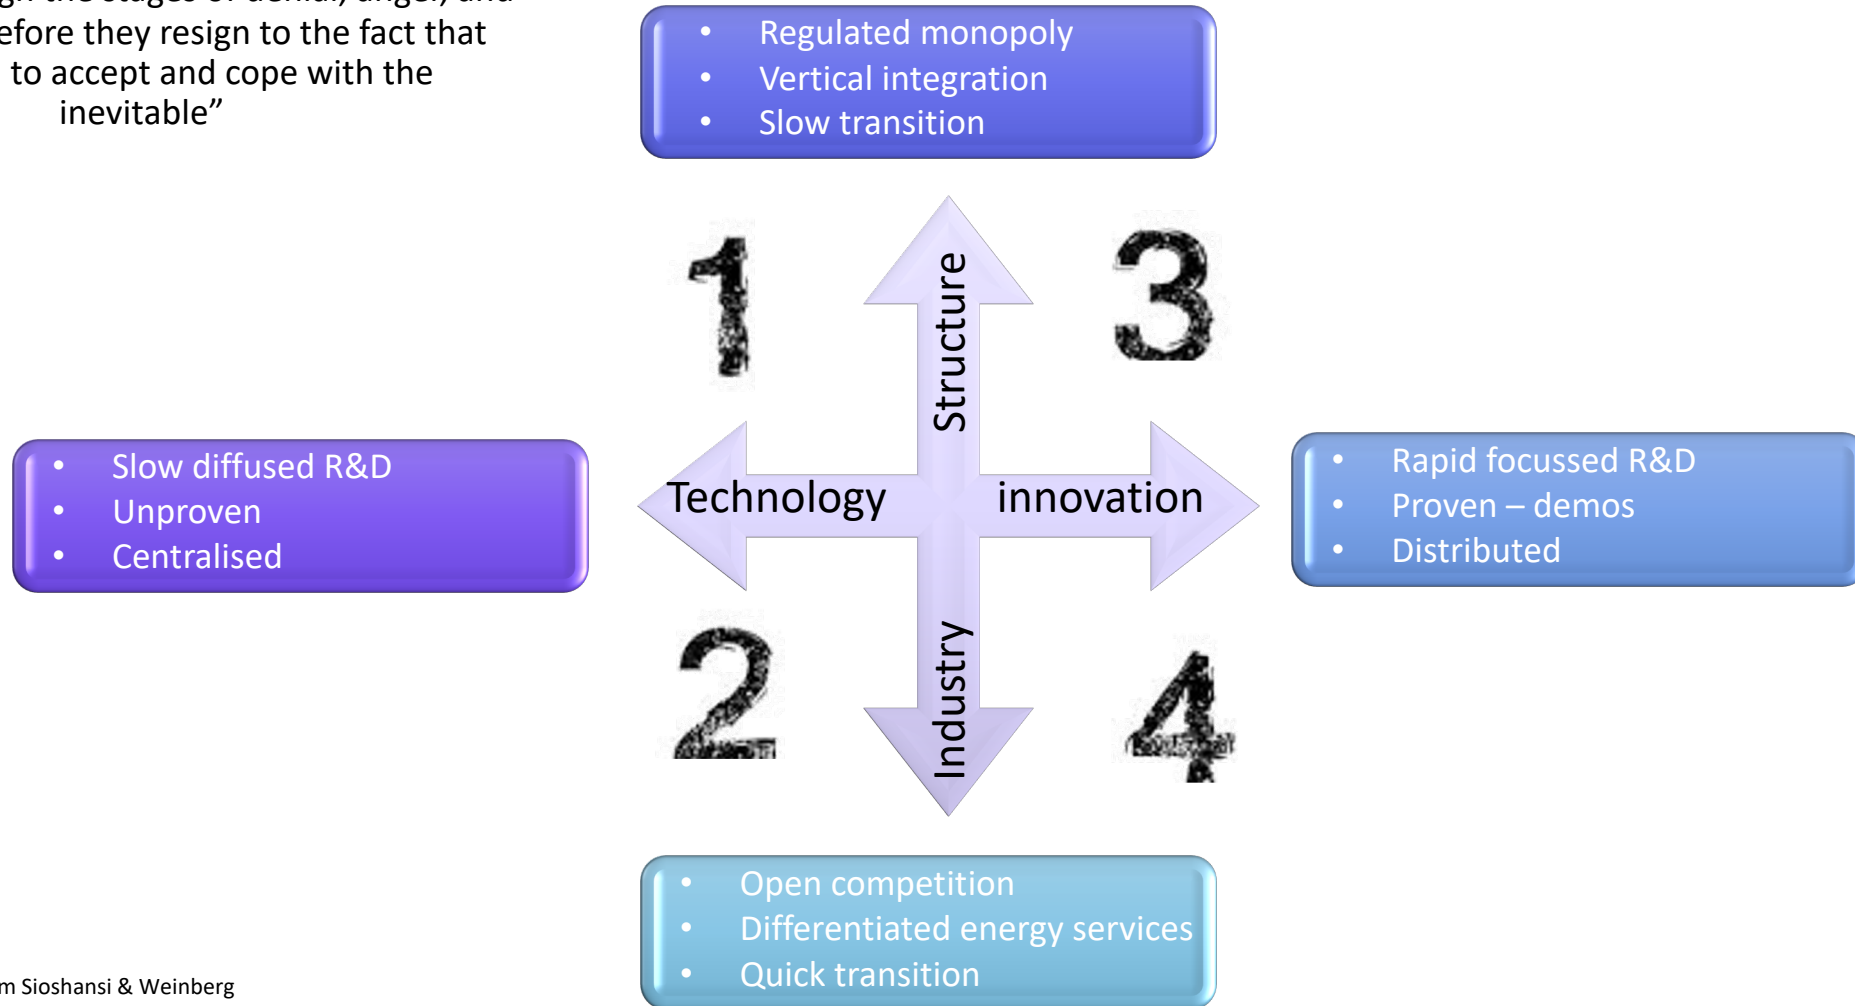 before they resign to the fact that
to accept and cope with the
inevitable”
• Regulated monopoly
• Vertical integration
• Slow transition
1
3
Structure
• Slow diffused R&D
• Unproven
• Centralised
Technology innovation
• Rapid focussed R&D
• Proven – demos
• Distributed
2
4
Industry
• Open competition
• Differentiated energy services
• Quick transition
Sioshansi & Weinberg